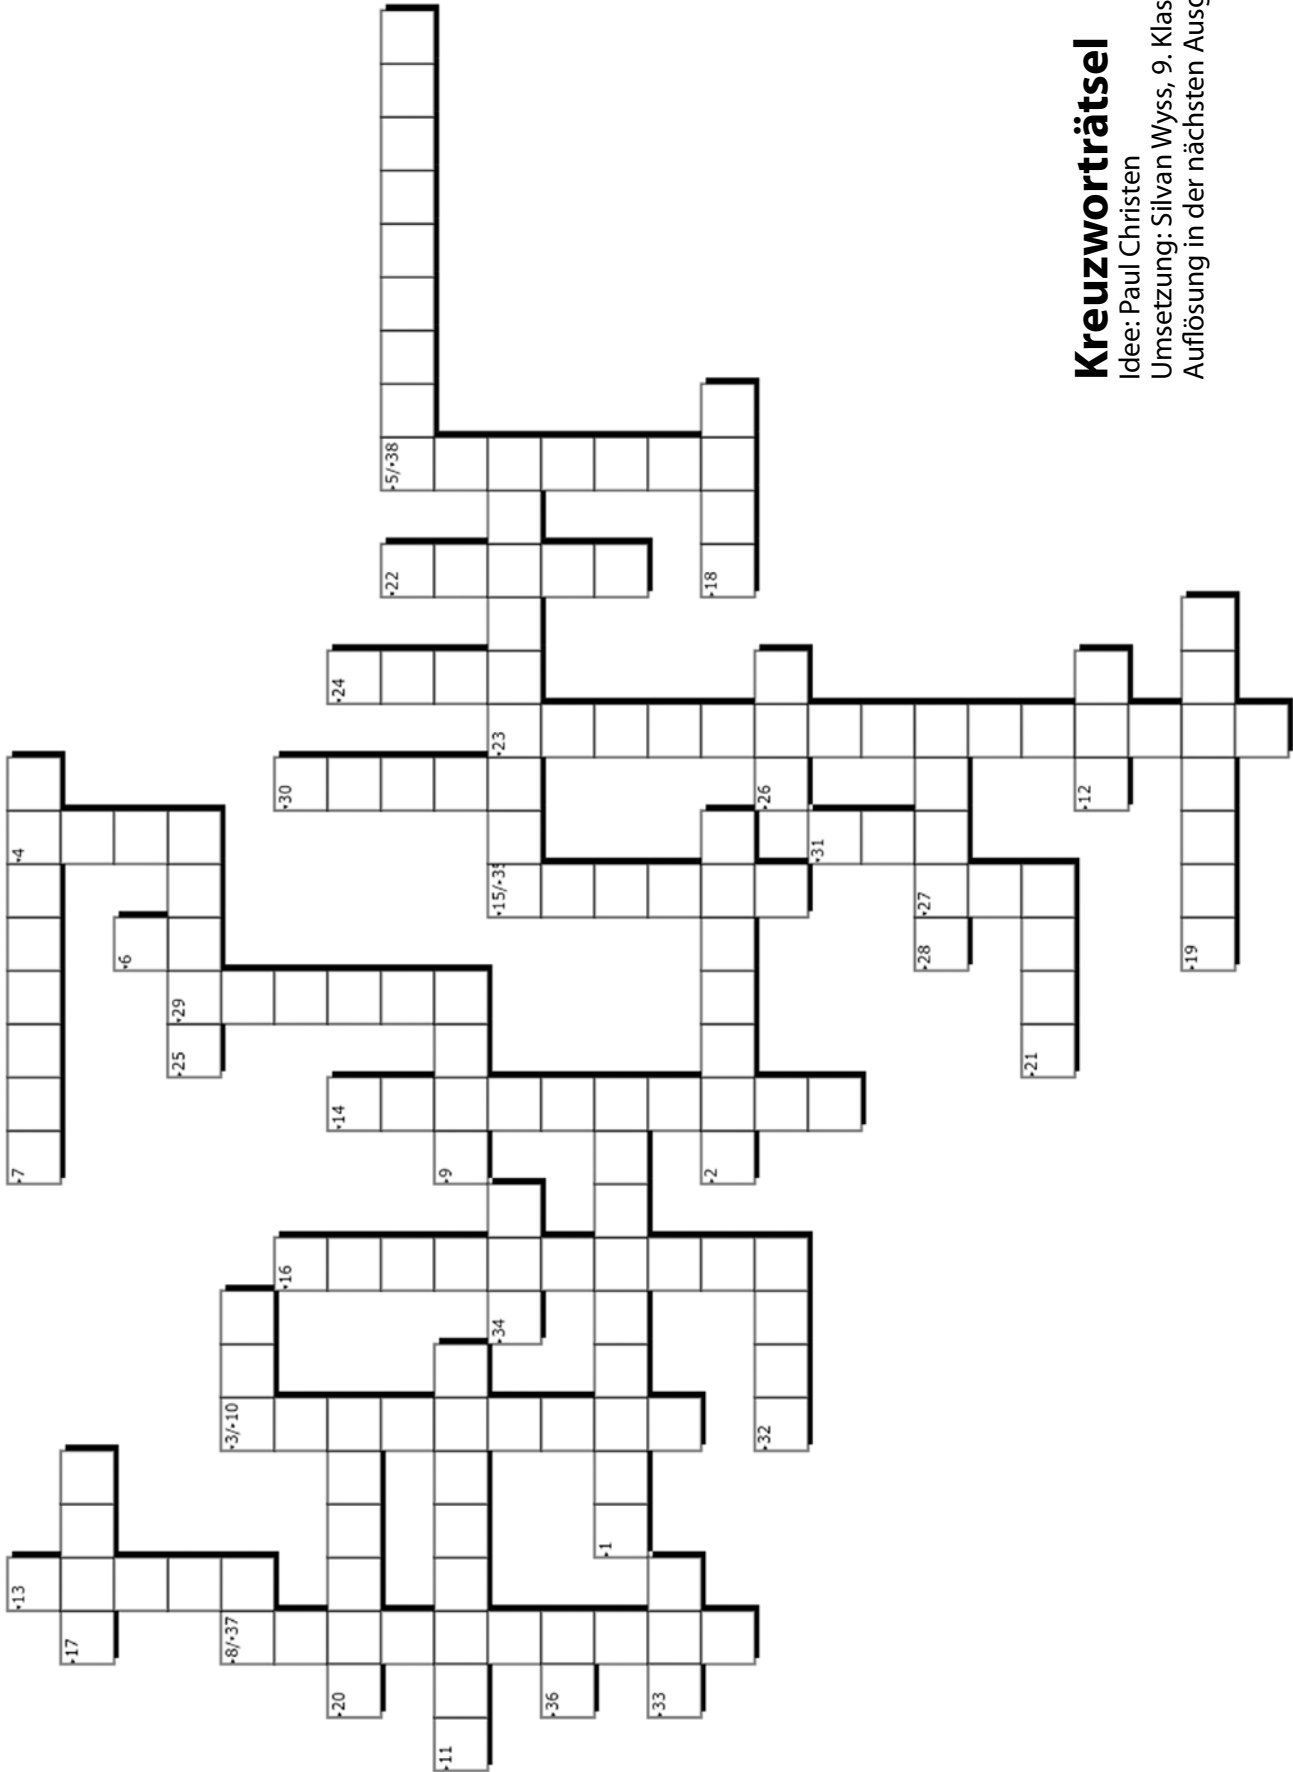 13 7 4
17
6
25 29
8/37 3/10
16 30
20 14 24
22 5/38
11 9
34 15/3 23
36
1
33
2 18
32 26
31
28 27
21
12
19
Kreuzworträtsel
Idee: Paul Christen
Umsetzung: Silvan Wyss, 9. Klas
Auflösung in der nächsten Ausg